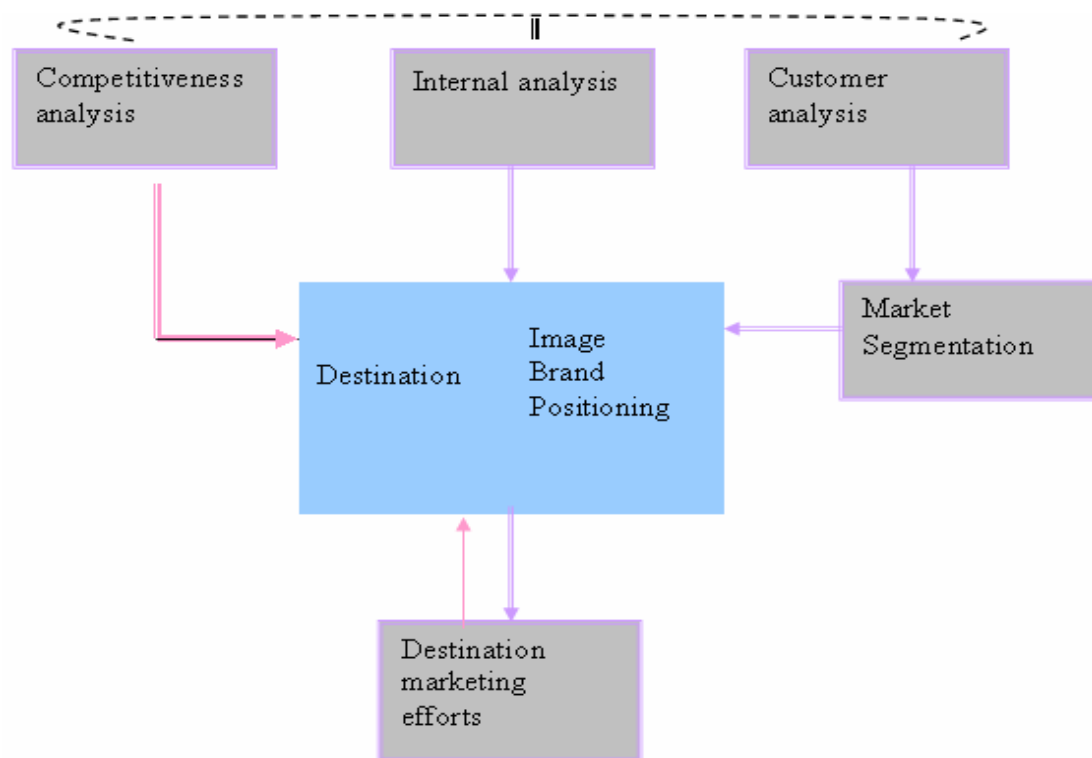 Competitiveness
analysis
Internal analysis
Customer
analysis
Market
Segmentation
Destination
Image
Brand
Positioning
Destination
marketing
efforts